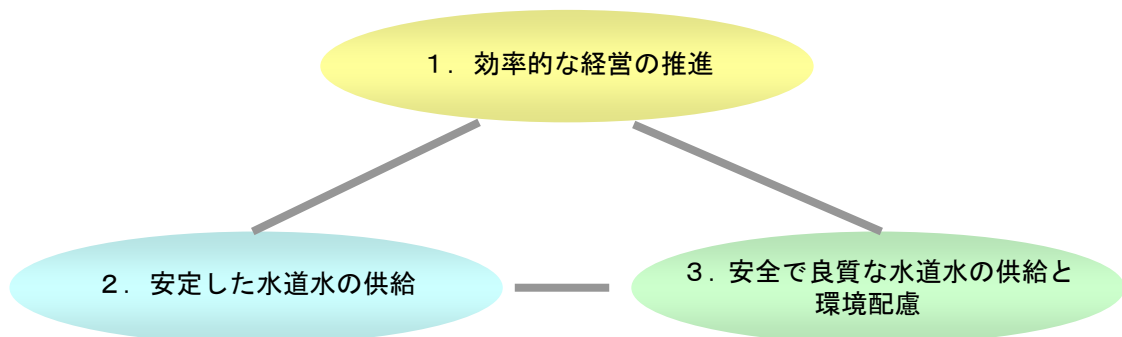 １．効率的な経営の推進
２．安定した水道水の供給
３．安全で良質な水道水の供給と
環境配慮